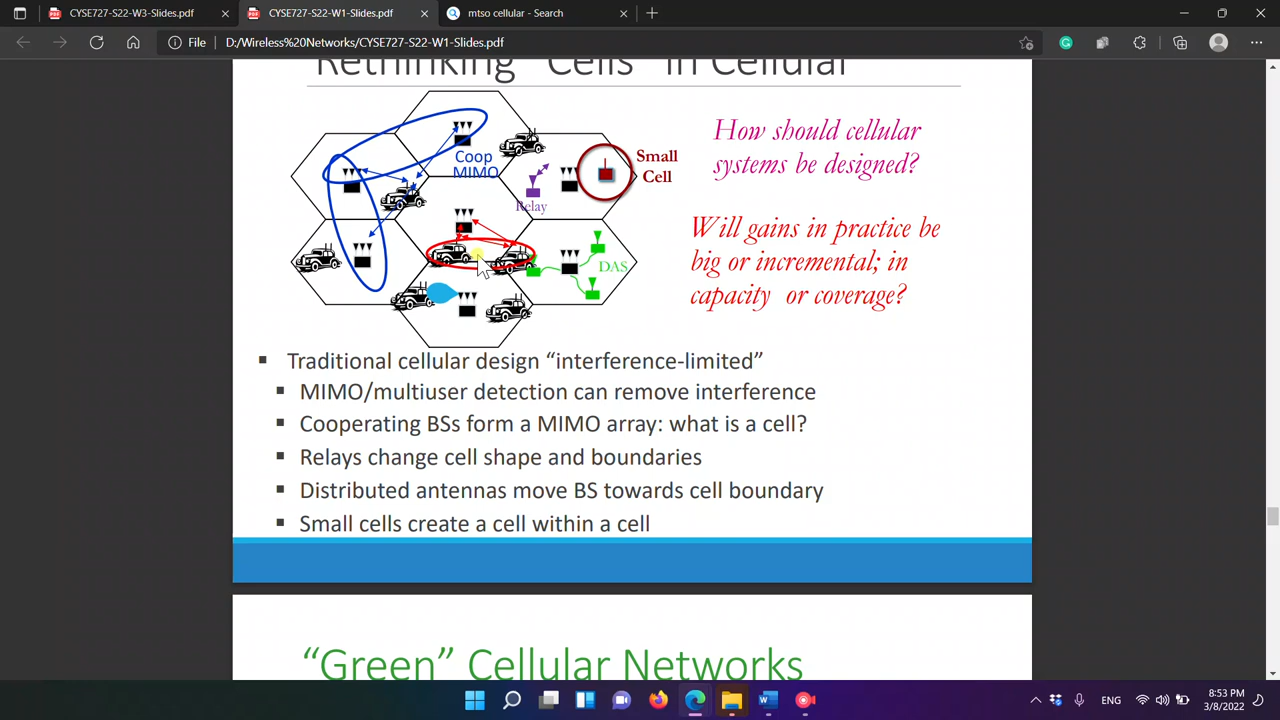 CYSE727-S22-W3-Slides.pdf
CYSE727-S22-W1-Slides.pdf
mtso cellular - Search
File
D:/Wireless%20Networks/CYSE727-S22-W1-Slides.pdf
Rethinking "Cells" in Cellular
Coop
MIMO
Relay
Small
Cell
DAS
How should cellular
systems be designed?
Will gains in practice be
big or incremental; in
capacity or coverage?
▪ Traditional cellular design “interference-limited”
▪ MIMO/multiuser detection can remove interference
▪ Cooperating BSs form a MIMO array: what is a cell?
▪ Relays change cell shape and boundaries
▪ Distributed antennas move BS towards cell boundary
▪ Small cells create a cell within a cell
“Green” Cellular Networks
ENG
8:53 PM
3/8/2022